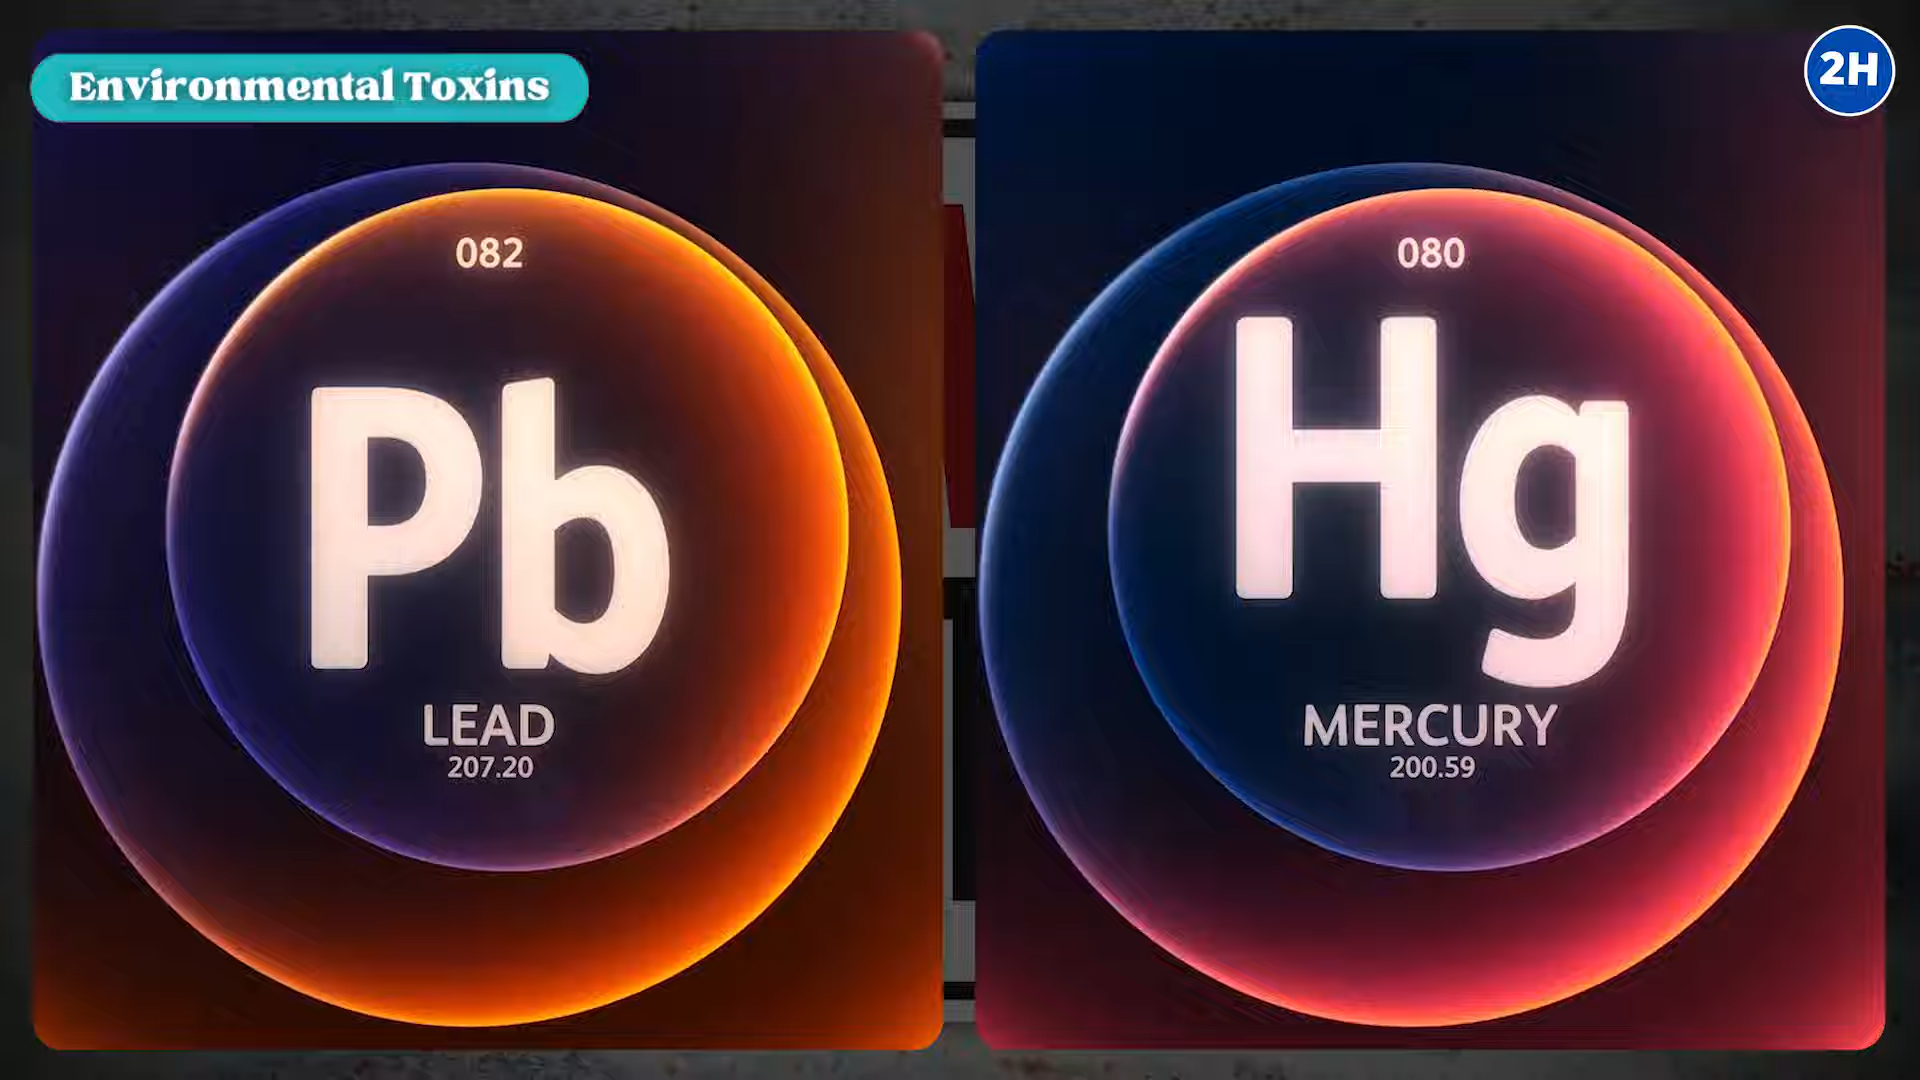 Environmental Toxins
2H
082
Pb
LEAD
207.20
080
Hg
MERCURY
200.59